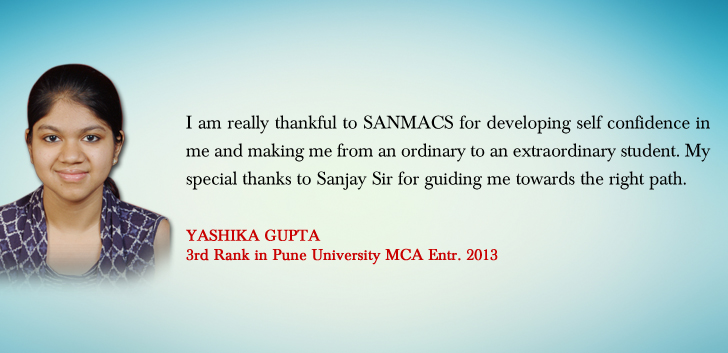 I am really thankful to SANMACS for developing self confidence in
me and making me from an ordinary to an extraordinary student. My
special thanks to Sanjay Sir for guiding me towards the right path.
YASHIKA GUPTA
3rd Rank in Pune University MCA Entr. 2013